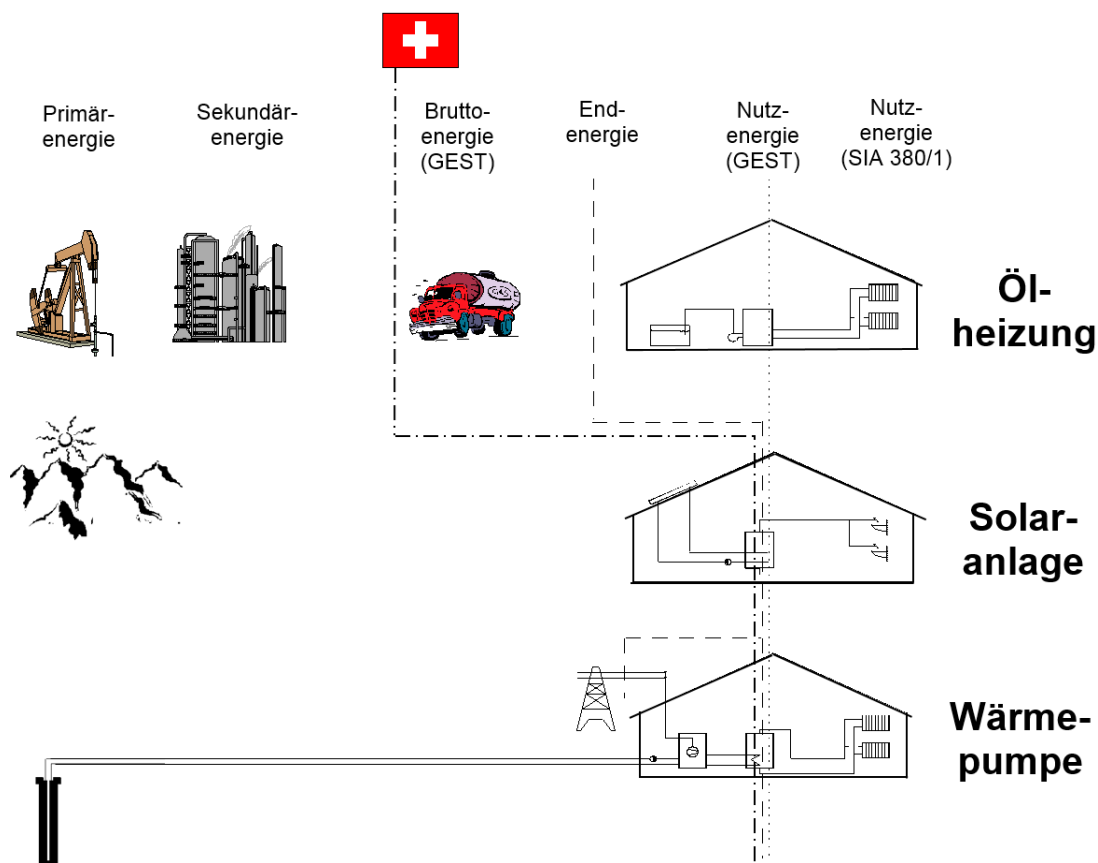 Primär-
energie
Sekundär-
energie
Brutto-
energie
(GEST)
End-
energie
Nutz-
energie
(GEST)
Nutz-
energie
(SIA 380/1)
Öl-
heizung
Solar-
anlage
Wärme-
pumpe